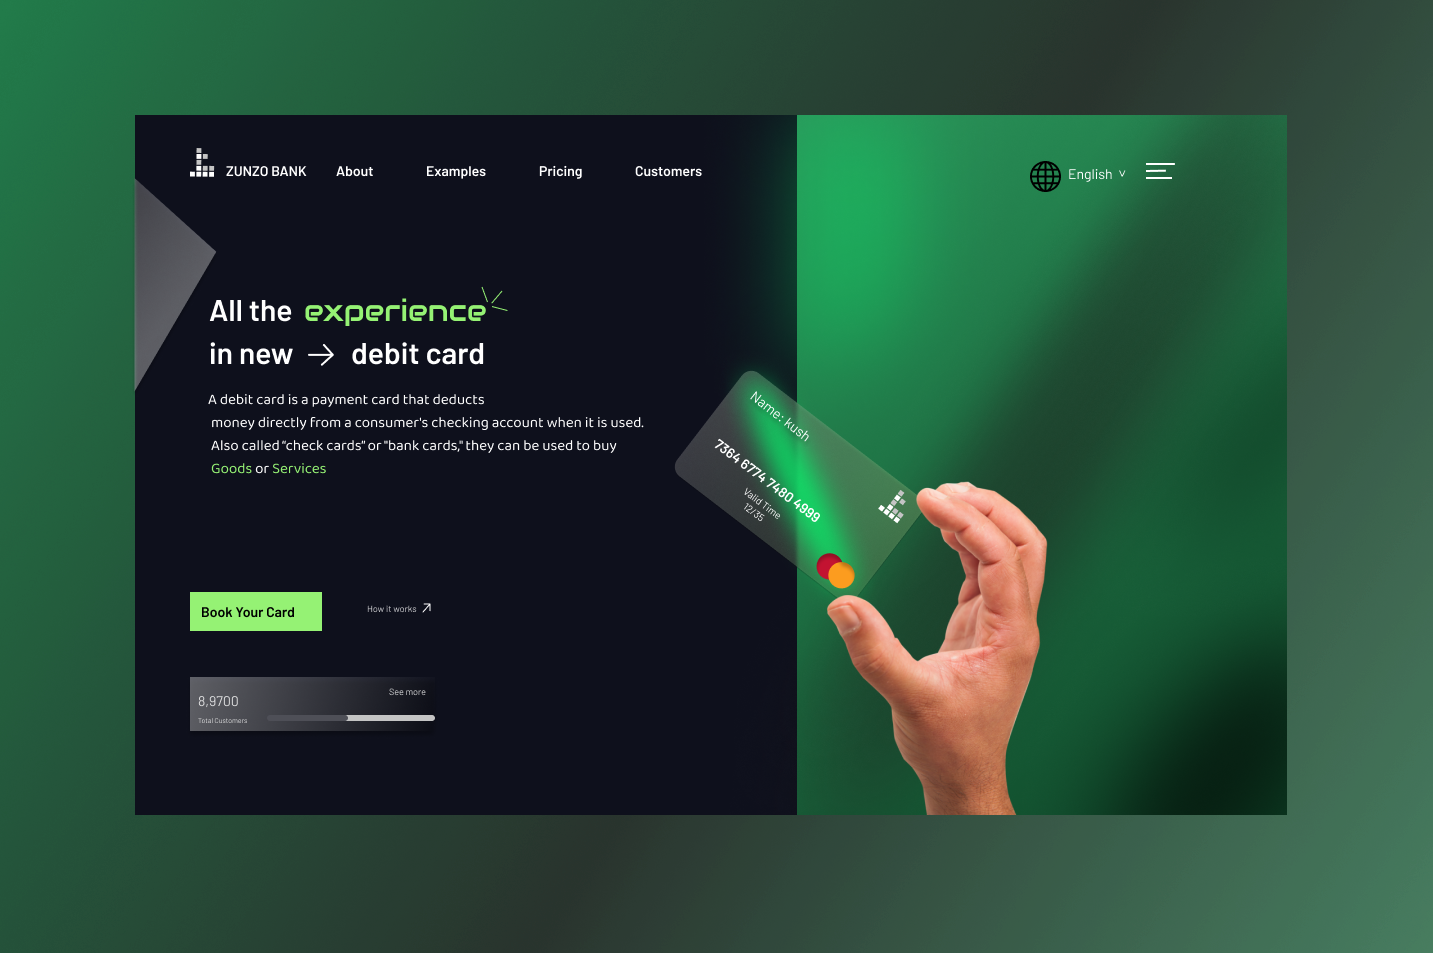 ZUNZO BANK
About
Examples
Pricing
Customers
English
All the experience
in new → debit card
A debit card is a payment card that deducts
money directly from a consumer's checking account when it is used.
Also called "check cards" or "bank cards," they can be used to buy
Goods or Services
Name: kush
7364 6774 7480 4999
Valid Time
12/35
Book Your Card
How it works
8,9700
Total Customers
See more